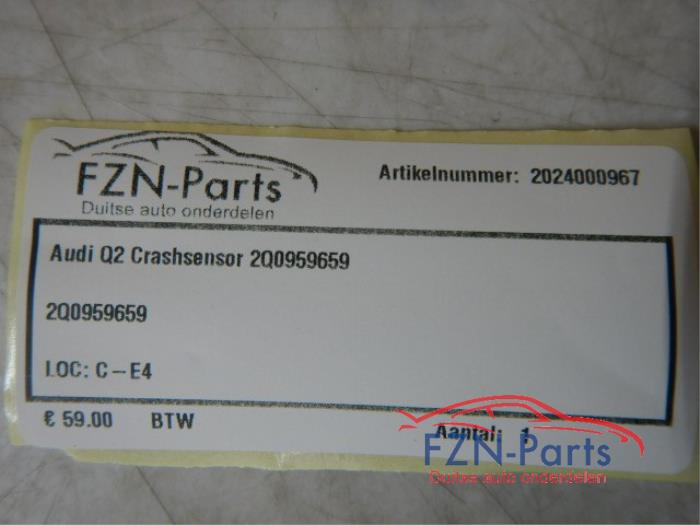 FZN-Parts
Duitse auto onderdelen
Artikelnummer: 2024000967
Audi Q2 Crashsensor 2Q0959659
2Q0959659
LOC: C-E4
€ 59.00 BTW
Aantal: 1
FZN-Parts
Duitse auto onderdelen